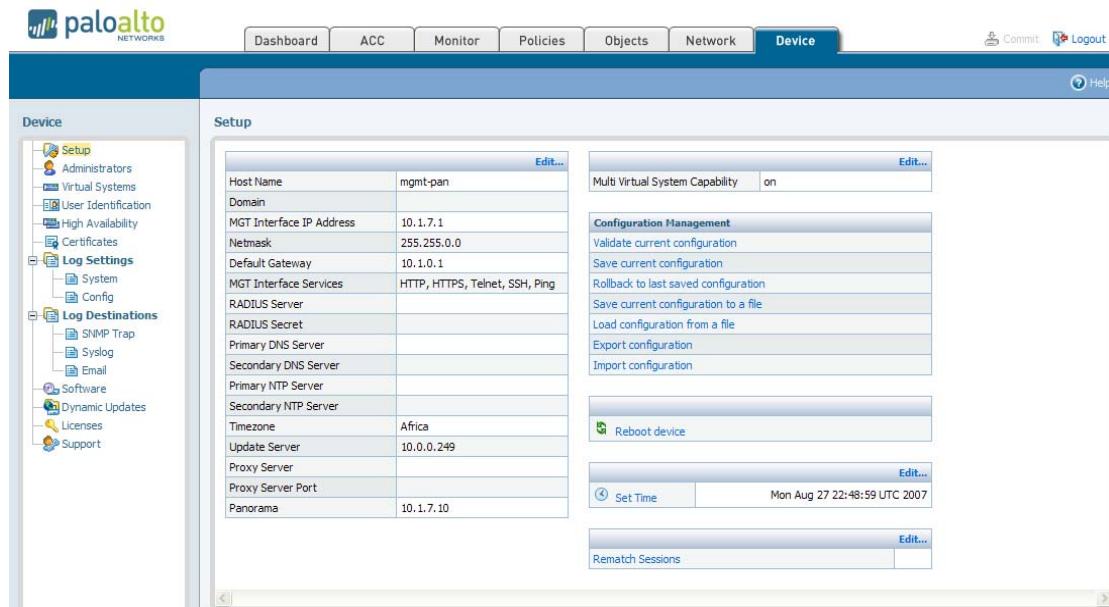 paloalto
NETWORKS
Dashboard ACC Monitor Policies Objects Network Device
Commit Logout
Help
Device
Setup
Administrators
Virtual Systems
User Identification
High Availability
Certificates
Log Settings
System
Config
Log Destinations
SNMP Trap
Syslog
Email
Software
Dynamic Updates
Licenses
Support
Setup
Edit...
Host Name mgmt-pan
Domain
MGT Interface IP Address 10.1.7.1
Netmask 255.255.0.0
Default Gateway 10.1.0.1
MGT Interface Services HTTP, HTTPS, Telnet, SSH, Ping
RADIUS Server
RADIUS Secret
Primary DNS Server
Secondary DNS Server
Primary NTP Server
Secondary NTP Server
Timezone Africa
Update Server 10.0.0.249
Proxy Server
Proxy Server Port
Panorama 10.1.7.10
Edit...
Multi Virtual System Capability on
Configuration Management
Validate current configuration
Save current configuration
Rollback to last saved configuration
Save current configuration to a file
Load configuration from a file
Export configuration
Import configuration
Reboot device
Edit...
Set Time Mon Aug 27 22:48:59 UTC 2007
Edit...
Rematch Sessions